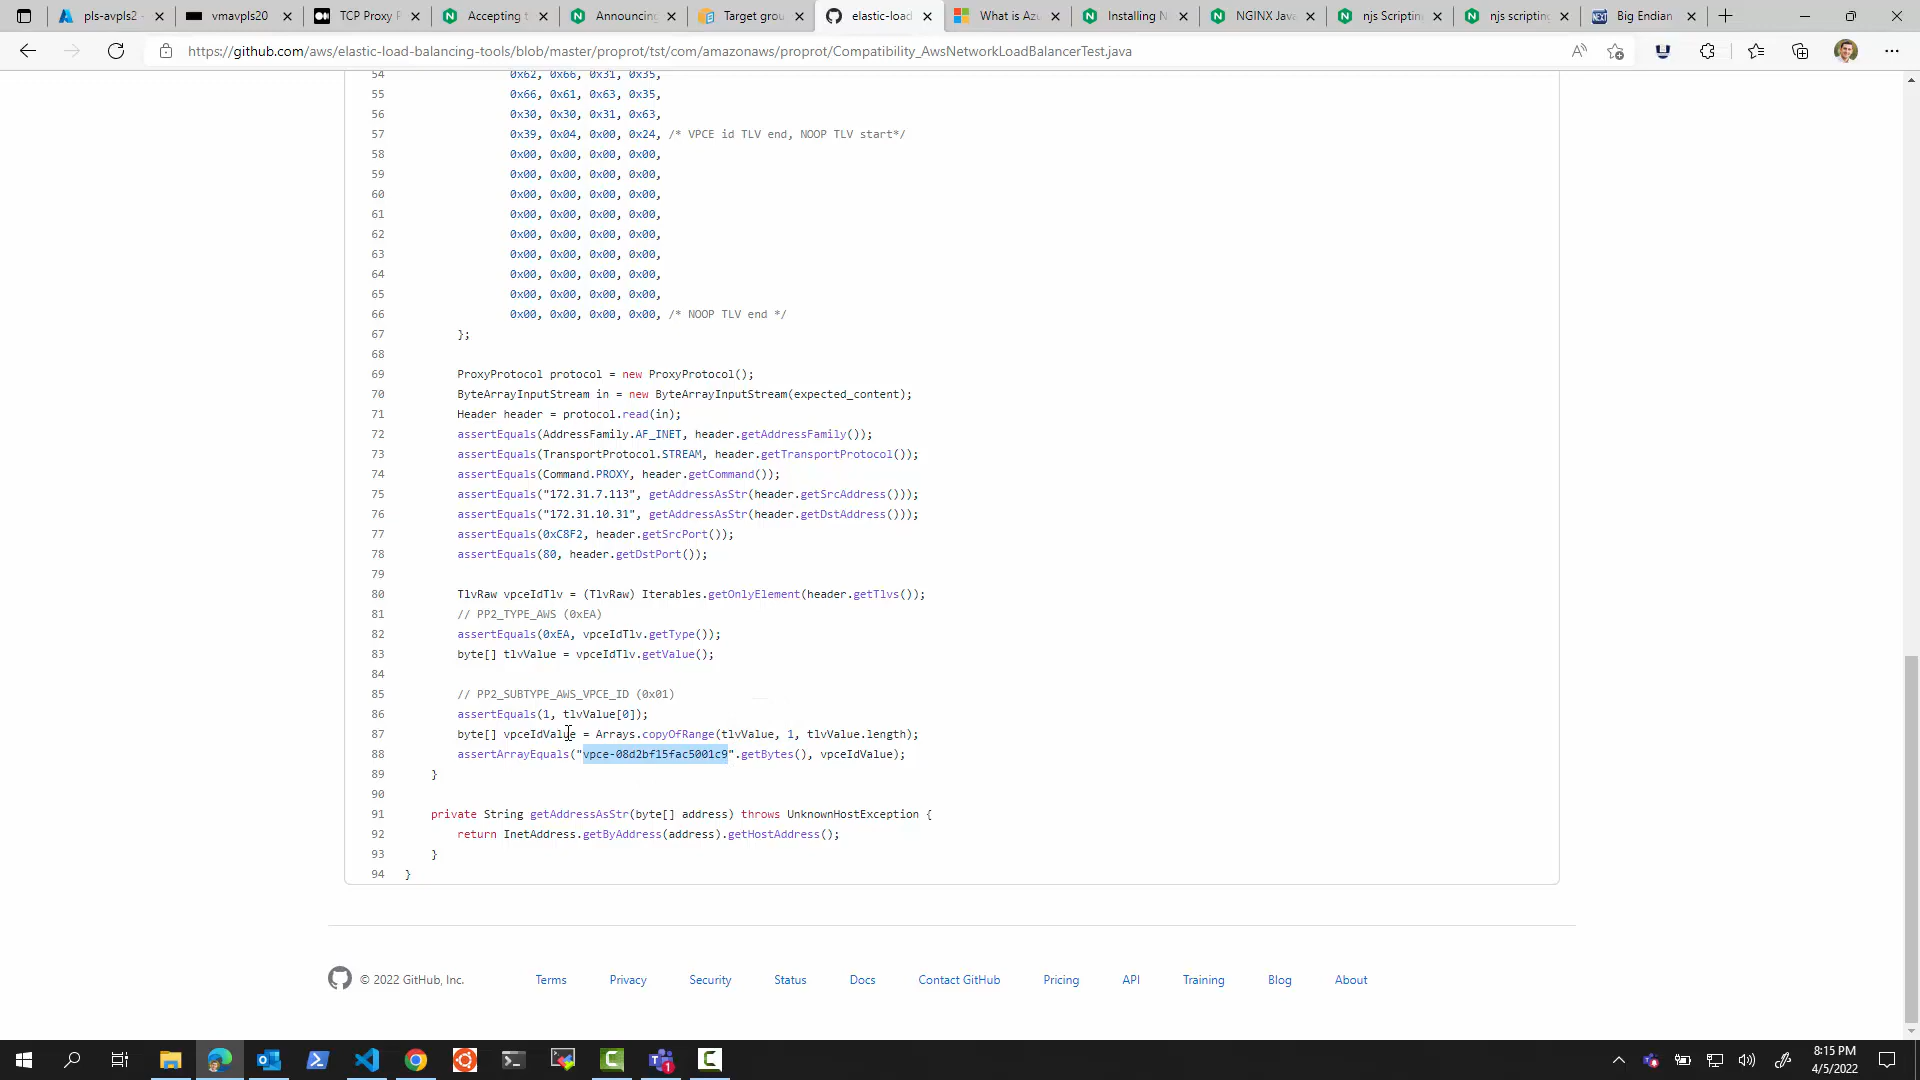 pls-avpls2 -
vmavpls20
TCP Proxy P
Accepting t
Announcing
Target grou
elastic-load
What is Azu
Installing N
NGINX Java
njs Scriptin
njs scripting
Big Endian
https://github.com/aws/elastic-load-balancing-tools/blob/master/proprot/tst/com/amazonaws/proprot/Compatibility_AwsNetworkLoadBalancerTest.java
54 0x62, 0x66, 0x31, 0x35,
55 0x66, 0x61, 0x63, 0x35,
56 0x30, 0x30, 0x31, 0x63,
57 0x39, 0x04, 0x00, 0x24, /* VPCE id TLV end, NOOP TLV start*/
58 0x00, 0x00, 0x00, 0x00,
59 0x00, 0x00, 0x00, 0x00,
60 0x00, 0x00, 0x00, 0x00,
61 0x00, 0x00, 0x00, 0x00,
62 0x00, 0x00, 0x00, 0x00,
63 0x00, 0x00, 0x00, 0x00,
64 0x00, 0x00, 0x00, 0x00,
65 0x00, 0x00, 0x00, 0x00,
66 0x00, 0x00, 0x00, 0x00, /* NOOP TLV end */
67 };
68
69 ProxyProtocol protocol = new ProxyProtocol();
70 ByteArrayInputStream in = new ByteArrayInputStream(expected_content);
71 Header header = protocol.read(in);
72 assertEquals(AddressFamily.AF_INET, header.getAddressFamily());
73 assertEquals(TransportProtocol.STREAM, header.getTransportProtocol());
74 assertEquals(Command.PROXY, header.getCommand());
75 assertEquals("172.31.7.113", getAddressAsStr(header.getSrcAddress()));
76 assertEquals("172.31.10.31", getAddressAsStr(header.getDstAddress()));
77 assertEquals(0xC8F2, header.getSrcPort());
78 assertEquals(80, header.getDstPort());
79
80 TlvRaw vpceIdTlv = (TlvRaw) Iterables.getOnlyElement(header.getTlvs());
81 // PP2_TYPE_AWS (0xEA)
82 assertEquals(0xEA, vpceIdTlv.getType());
83 byte[] tlvValue = vpceIdTlv.getValue();
84
85 // PP2_SUBTYPE_AWS_VPCE_ID (0x01)
86 assertEquals(1, tlvValue[0]);
87 byte[] vpceIdValue = Arrays.copyOfRange(tlvValue, 1, tlvValue.length);
88 assertArrayEquals("vpce-08d2bf15fac5001c9".getBytes(), vpceIdValue);
89 }
90
91 private String getAddressAsStr(byte[] address) throws UnknownHostException {
92 return InetAddress.getByAddress(address).getHostAddress();
93 }
94 }
© 2022 GitHub, Inc. Terms Privacy Security Status Docs Contact GitHub Pricing API Training Blog About
8:15 PM
4/5/2022